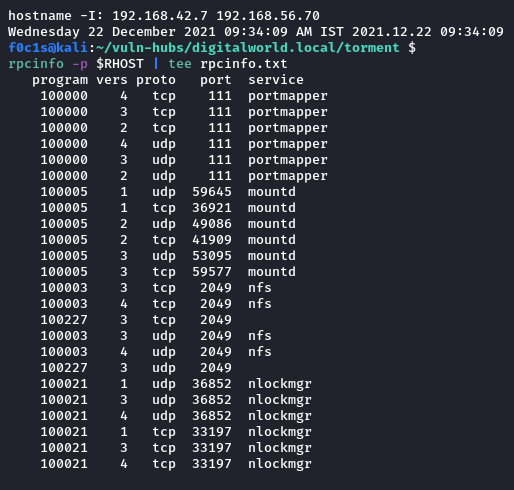 hostname -I: 192.168.42.7 192.168.56.70
Wednesday 22 December 2021 09:34:09 AM IST 2021.12.22 09:34:09
f0c1s@kali:~/vuln-hubs/digitalworld.local/torment $
rpcinfo -p $RHOST | tee rpcinfo.txt
   program vers proto   port  service
    100000    4   tcp    111  portmapper
    100000    3   tcp    111  portmapper
    100000    2   tcp    111  portmapper
    100000    4   udp    111  portmapper
    100000    3   udp    111  portmapper
    100000    2   udp    111  portmapper
    100005    1   udp  59645  mountd
    100005    1   tcp  36921  mountd
    100005    2   udp  49086  mountd
    100005    2   tcp  41909  mountd
    100005    3   udp  53095  mountd
    100005    3   tcp  59577  mountd
    100003    3   tcp   2049  nfs
    100003    4   tcp   2049  nfs
    100227    3   tcp   2049
    100003    3   udp   2049  nfs
    100003    4   udp   2049  nfs
    100227    3   udp   2049
    100021    1   udp  36852  nlockmgr
    100021    3   udp  36852  nlockmgr
    100021    4   udp  36852  nlockmgr
    100021    1   tcp  33197  nlockmgr
    100021    3   tcp  33197  nlockmgr
    100021    4   tcp  33197  nlockmgr